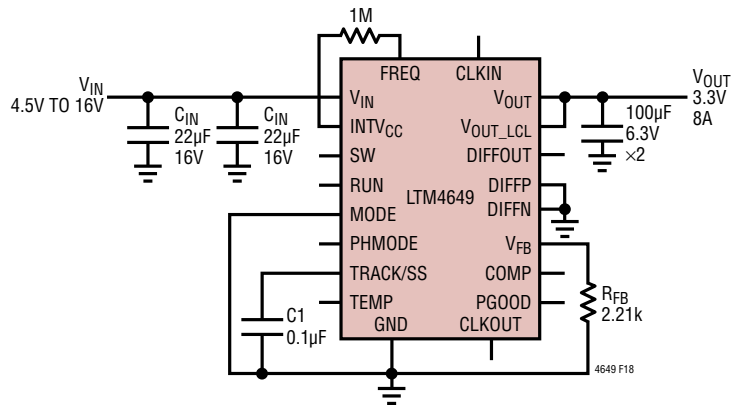 1M
FREQ CLKIN
VIN
4.5V TO 16V
CIN
22µF
16V
CIN
22µF
16V
VIN
INTVCC
SW
RUN
MODE
PHMODE
TRACK/SS
TEMP
GND
LTM4649
VOUT
VOUT_LCL
DIFFOUT
DIFFP
DIFFN
VFB
COMP
PGOOD
CLKOUT
VOUT
3.3V
8A
100µF
6.3V
×2
RFB
2.21k
C1
0.1µF
4649 F18